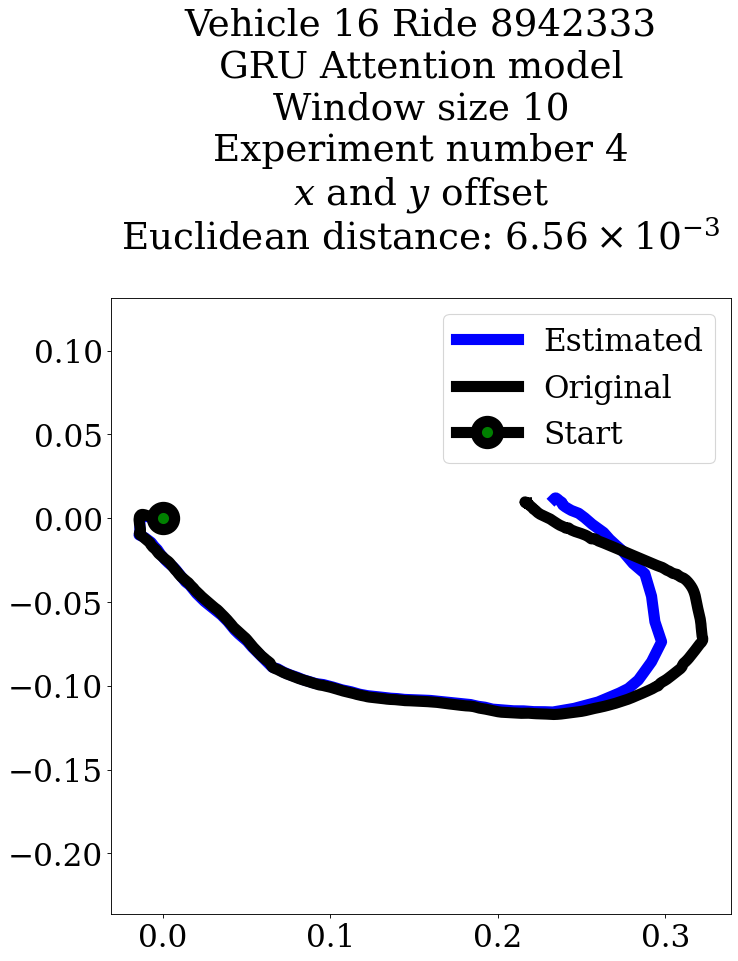 Vehicle 16 Ride 8942333
GRU Attention model
Window size 10
Experiment number 4
x and y offset
Euclidean distance: 6.56 × 10⁻³
Estimated
Original
Start
0.10
0.05
0.00
−0.05
−0.10
−0.15
−0.20
0.0 0.1 0.2 0.3